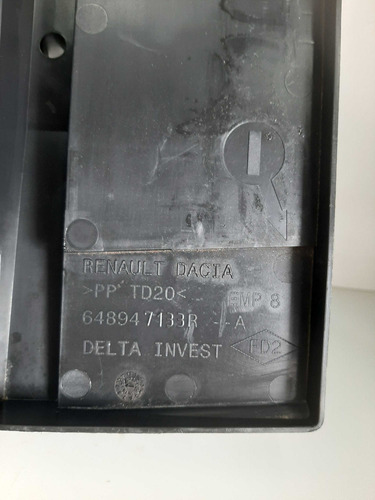 RENAULT DACIA
>PP TD20<
EMP 8
648947133R --A
DELTA INVEST
TD2